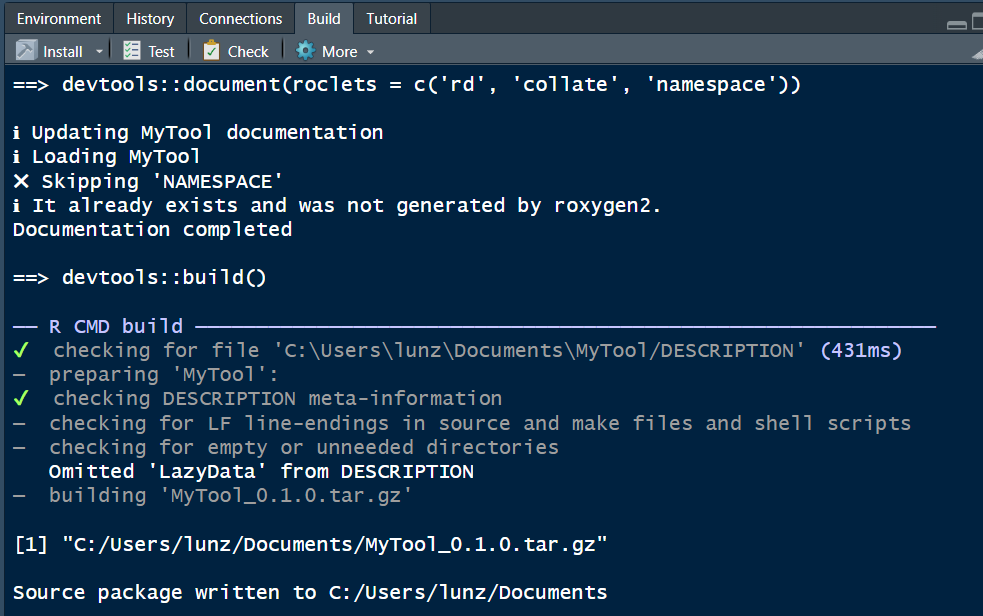 Environment History Connections Build Tutorial
Install Test Check More
==> devtools::document(roclets = c('rd', 'collate', 'namespace'))
ℹ Updating MyTool documentation
ℹ Loading MyTool
✖ Skipping 'NAMESPACE'
ℹ It already exists and was not generated by roxygen2.
Documentation completed
==> devtools::build()
── R CMD build ─────────────────────────────────────────────────────────────
✔ checking for file 'C:\Users\lunz\Documents\MyTool/DESCRIPTION' (431ms)
─ preparing 'MyTool':
✔ checking DESCRIPTION meta-information
─ checking for LF line-endings in source and make files and shell scripts
─ checking for empty or unneeded directories
Omitted 'LazyData' from DESCRIPTION
─ building 'MyTool_0.1.0.tar.gz'
[1] "C:/Users/lunz/Documents/MyTool_0.1.0.tar.gz"
Source package written to C:/Users/lunz/Documents